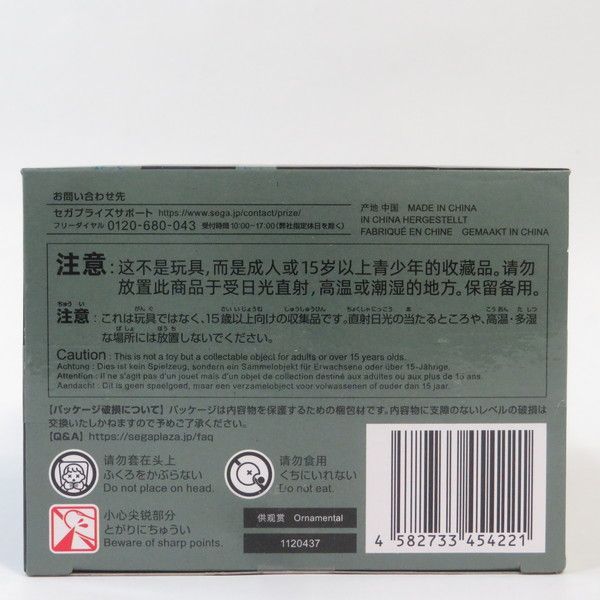 お問い合わせ先
セガプライズサポート https://www.sega.jp/contact/prize/
フリーダイヤル 0120-680-043 受付時間 10:00~17:00(弊社指定休日を除く)
产地 中国 MADE IN CHINA
IN CHINA HERGESTELLT
FABRIQUÉ EN CHINE GEMAAKT IN CHINA
注意:这不是玩具,而是成人或15岁以上青少年的收藏品。请勿
放置此商品于受日光直射,高温或潮湿的地方。保留备用。
注意:これは玩具ではなく、15歳以上向けの収集品です。直射日光の当たるところや、高温・多湿
な場所には放置しないでください。
Caution : This is not a toy but a collectable object for adults or over 15 years olds.
Achtung : Dies ist kein Spielzeug, sondern ein Sammelobjekt für Erwachsene oder über 15-Jährige.
Attention : Il ne s'agit pas d'un jouet mais d'un objet de collection destiné aux adultes ou aux plus de 15 ans.
Aandacht : Dit is geen speelgoed, maar een verzamelobject voor volwassenen of ouder dan 15 jaar.
【パッケージ破損について】パッケージは内容物を保護するための梱包材です。内容物に支障のないレベルの破損は
交換いたしかねますので予めご了承ください。
【Q&A】https://segaplaza.jp/faq
请勿套在头上
ふくろをかぶらない
Do not place on head.
请勿食用
くちにいれない
Do not eat.
小心尖锐部分
とがりにちゅうい
Beware of sharp points.
供观赏 Ornamental
1120437
4 582733 454221